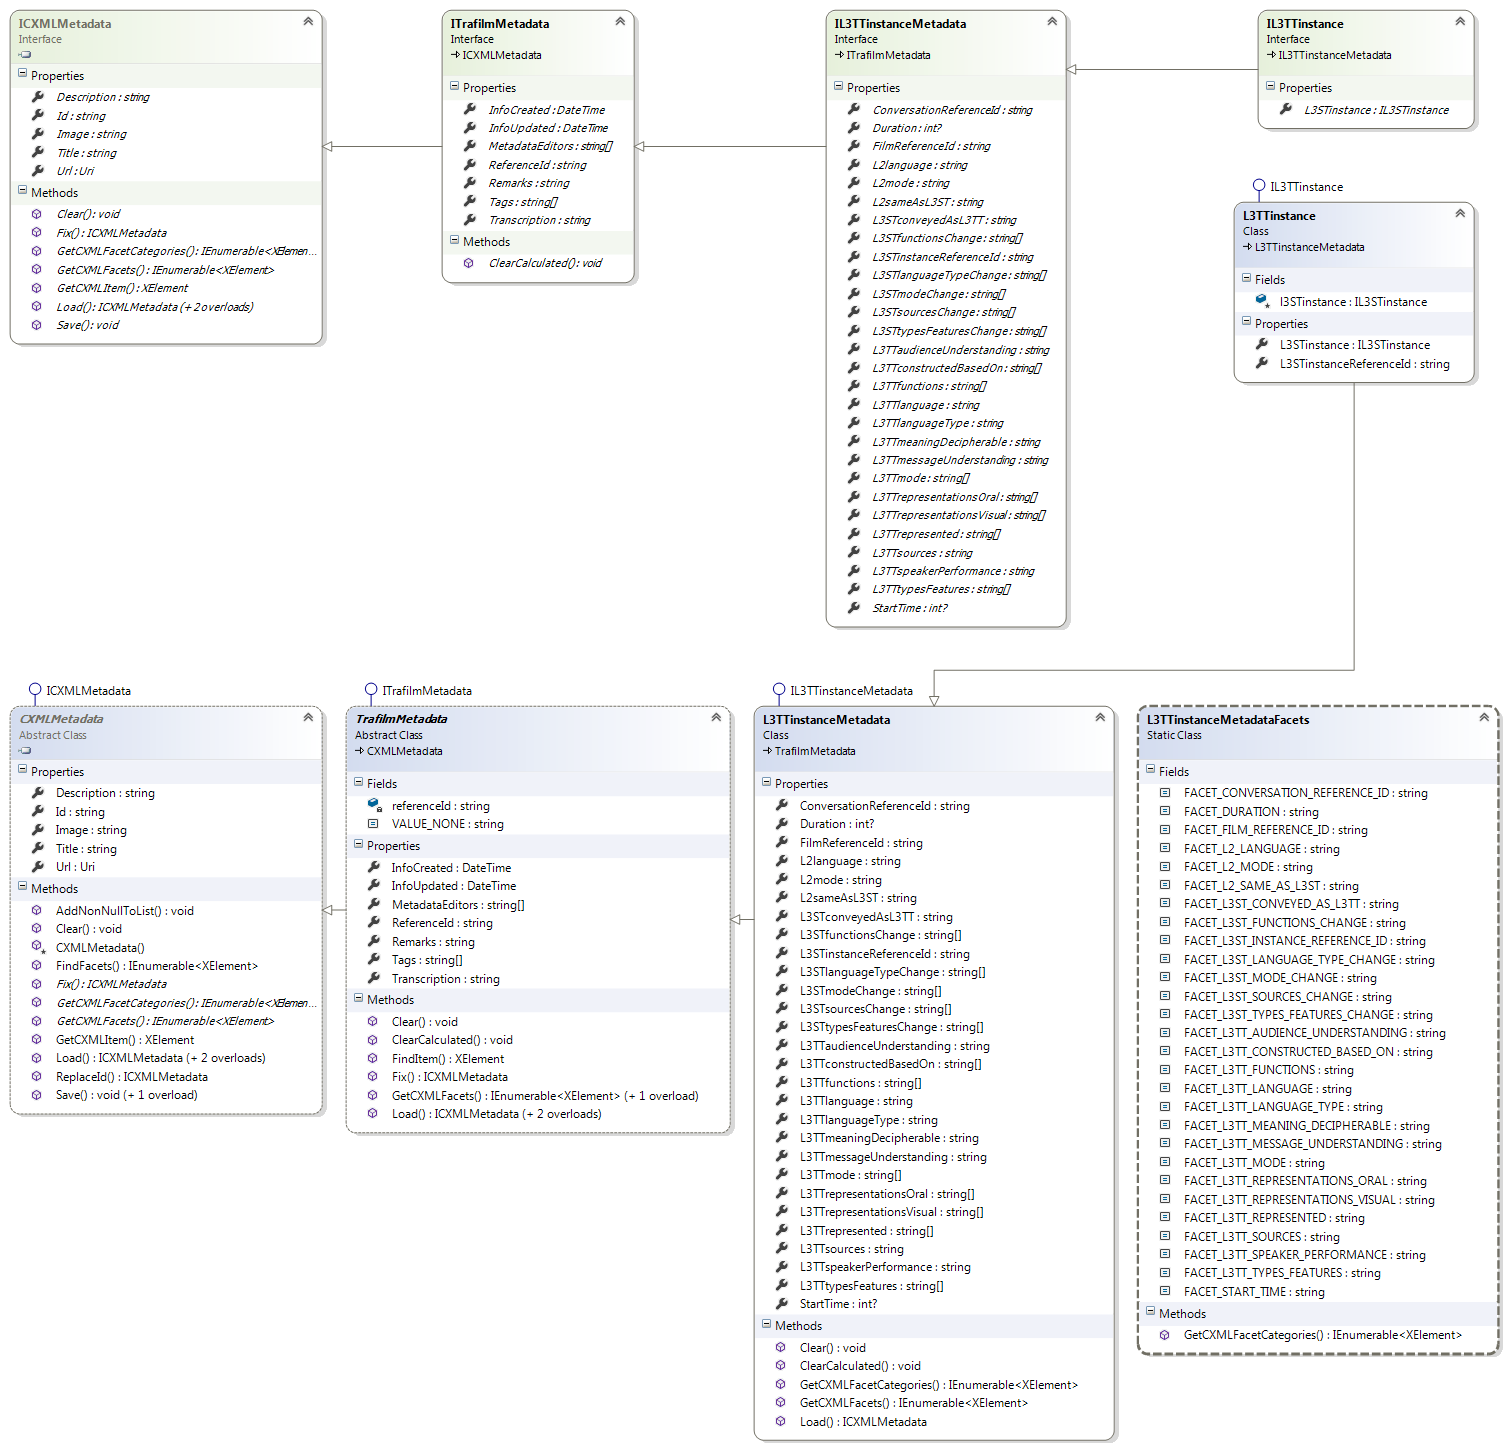 ICXMLMetadata
Interface
Properties
Description : string
Id : string
Image : string
Title : string
Url : Uri
Methods
Clear() : void
Fix() : ICXMLMetadata
GetCXMLFacetCategories() : IEnumerable<XElemen...
GetCXMLFacets() : IEnumerable<XElement>
GetCXMLItem() : XElement
Load() : ICXMLMetadata (+ 2 overloads)
Save() : void
ITrafilmMetadata
Interface
ICXMLMetadata
Properties
InfoCreated : DateTime
InfoUpdated : DateTime
MetadataEditors : string[]
ReferenceId : string
Remarks : string
Tags : string[]
Transcription : string
Methods
ClearCalculated() : void
IL3TTinstanceMetadata
Interface
ITrafilmMetadata
Properties
ConversationReferenceId : string
Duration : int?
FilmReferenceId : string
L2language : string
L2mode : string
L2sameAsL3ST : string
L3STconveyedAsL3TT : string
L3STfunctionsChange : string[]
L3STinstanceReferenceId : string
L3STlanguageTypeChange : string[]
L3STmodeChange : string[]
L3STsourcesChange : string[]
L3STtypesFeaturesChange : string[]
L3TTaudienceUnderstanding : string
L3TTconstructedBasedOn : string[]
L3TTfunctions : string[]
L3TTlanguage : string
L3TTlanguageType : string
L3TTmeaningDecipherable : string
L3TTmessageUnderstanding : string
L3TTmode : string[]
L3TTrepresentationsOral : string[]
L3TTrepresentationsVisual : string[]
L3TTrepresented : string[]
L3TTsources : string
L3TTspeakerPerformance : string
L3TTtypesFeatures : string[]
StartTime : int?
IL3TTinstance
Interface
IL3TTinstanceMetadata
Properties
L3STinstance : IL3STinstance
IL3TTinstance
L3TTinstance
Class
L3TTinstanceMetadata
Fields
l3STinstance : IL3STinstance
Properties
L3STinstance : IL3STinstance
L3STinstanceReferenceId : string
ICXMLMetadata
CXMLMetadata
Abstract Class
Properties
Description : string
Id : string
Image : string
Title : string
Url : Uri
Methods
AddNonNullToList() : void
Clear() : void
CXMLMetadata()
FindFacets() : IEnumerable<XElement>
Fix() : ICXMLMetadata
GetCXMLFacetCategories() : IEnumerable<XElemen...
GetCXMLFacets() : IEnumerable<XElement>
GetCXMLItem() : XElement
Load() : ICXMLMetadata (+ 2 overloads)
ReplaceId() : ICXMLMetadata
Save() : void (+ 1 overload)
ITrafilmMetadata
TrafilmMetadata
Abstract Class
CXMLMetadata
Fields
referenceId : string
VALUE_NONE : string
Properties
InfoCreated : DateTime
InfoUpdated : DateTime
MetadataEditors : string[]
ReferenceId : string
Remarks : string
Tags : string[]
Transcription : string
Methods
Clear() : void
ClearCalculated() : void
FindItem() : XElement
Fix() : ICXMLMetadata
GetCXMLFacets() : IEnumerable<XElement> (+ 1 overload)
Load() : ICXMLMetadata (+ 2 overloads)
IL3TTinstanceMetadata
L3TTinstanceMetadata
Class
TrafilmMetadata
Properties
ConversationReferenceId : string
Duration : int?
FilmReferenceId : string
L2language : string
L2mode : string
L2sameAsL3ST : string
L3STconveyedAsL3TT : string
L3STfunctionsChange : string[]
L3STinstanceReferenceId : string
L3STlanguageTypeChange : string[]
L3STmodeChange : string[]
L3STsourcesChange : string[]
L3STtypesFeaturesChange : string[]
L3TTaudienceUnderstanding : string
L3TTconstructedBasedOn : string[]
L3TTfunctions : string[]
L3TTlanguage : string
L3TTlanguageType : string
L3TTmeaningDecipherable : string
L3TTmessageUnderstanding : string
L3TTmode : string[]
L3TTrepresentationsOral : string[]
L3TTrepresentationsVisual : string[]
L3TTrepresented : string[]
L3TTsources : string
L3TTspeakerPerformance : string
L3TTtypesFeatures : string[]
StartTime : int?
Methods
Clear() : void
ClearCalculated() : void
GetCXMLFacetCategories() : IEnumerable<XElement>
GetCXMLFacets() : IEnumerable<XElement>
Load() : ICXMLMetadata
L3TTinstanceMetadataFacets
Static Class
Fields
FACET_CONVERSATION_REFERENCE_ID : string
FACET_DURATION : string
FACET_FILM_REFERENCE_ID : string
FACET_L2_LANGUAGE : string
FACET_L2_MODE : string
FACET_L2_SAME_AS_L3ST : string
FACET_L3ST_CONVEYED_AS_L3TT : string
FACET_L3ST_FUNCTIONS_CHANGE : string
FACET_L3ST_INSTANCE_REFERENCE_ID : string
FACET_L3ST_LANGUAGE_TYPE_CHANGE : string
FACET_L3ST_MODE_CHANGE : string
FACET_L3ST_SOURCES_CHANGE : string
FACET_L3ST_TYPES_FEATURES_CHANGE : string
FACET_L3TT_AUDIENCE_UNDERSTANDING : string
FACET_L3TT_CONSTRUCTED_BASED_ON : string
FACET_L3TT_FUNCTIONS : string
FACET_L3TT_LANGUAGE : string
FACET_L3TT_LANGUAGE_TYPE : string
FACET_L3TT_MEANING_DECIPHERABLE : string
FACET_L3TT_MESSAGE_UNDERSTANDING : string
FACET_L3TT_MODE : string
FACET_L3TT_REPRESENTATIONS_ORAL : string
FACET_L3TT_REPRESENTATIONS_VISUAL : string
FACET_L3TT_REPRESENTED : string
FACET_L3TT_SOURCES : string
FACET_L3TT_SPEAKER_PERFORMANCE : string
FACET_L3TT_TYPES_FEATURES : string
FACET_START_TIME : string
Methods
GetCXMLFacetCategories() : IEnumerable<XElement>